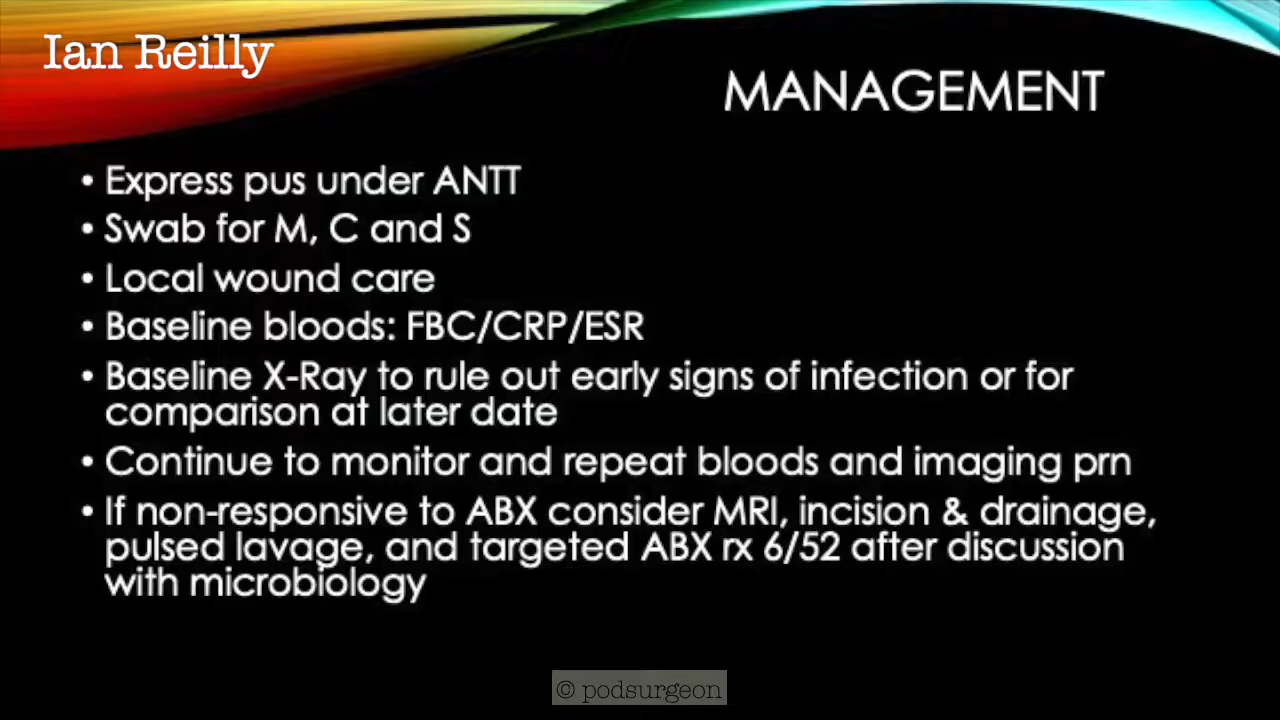 Ian Reilly
MANAGEMENT
• Express pus under ANTT
• Swab for M, C and S
• Local wound care
• Baseline bloods: FBC/CRP/ESR
• Baseline X-Ray to rule out early signs of infection or for
comparison at later date
• Continue to monitor and repeat bloods and imaging prn
• If non-responsive to ABX consider MRI, incision & drainage,
pulsed lavage, and targeted ABX rx 6/52 after discussion
with microbiology
© podsurgeon